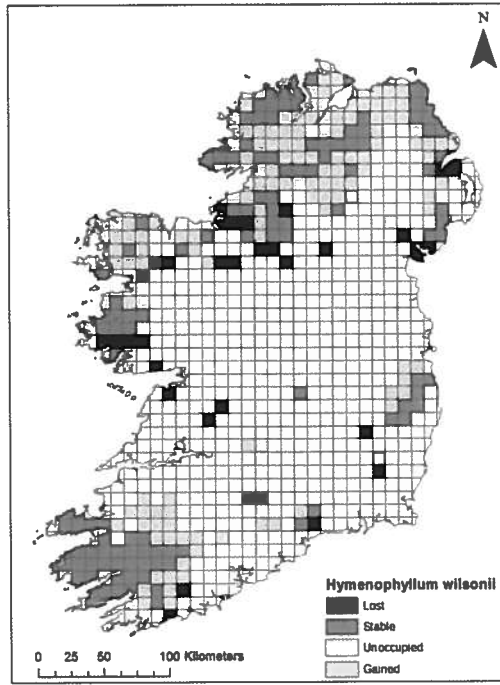 N
Hymenophyllum wilsonii
Lost
Stable
Unoccupied
Gained
0 25 50 100 Kilometers